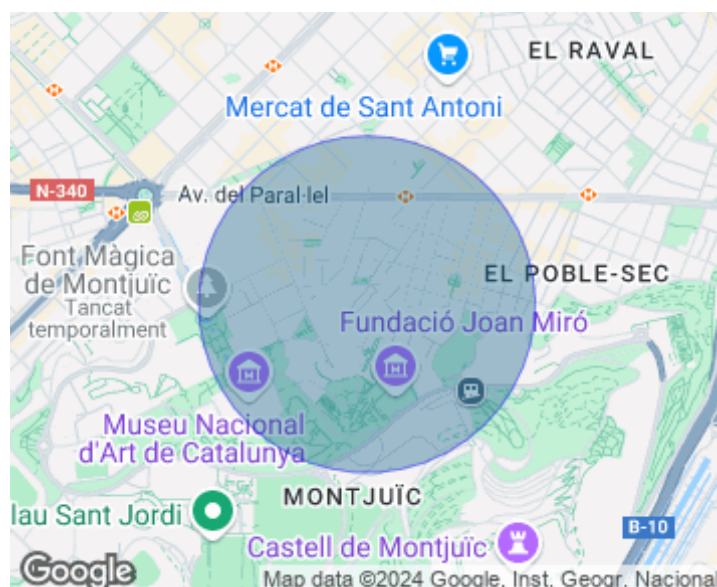 EL RAVAL
Mercat de Sant Antoni
N-340
Av. del Paral·lel
Font Màgica
de Montjuïc
Tancat
temporalment
EL POBLE-SEC
Fundació Joan Miró
Museu Nacional
d'Art de Catalunya
MONTJUÏC
lau Sant Jordi
B-10
Castell de Montjuïc
Google
Map data ©2024 Google, Inst. Geogr. Nacional